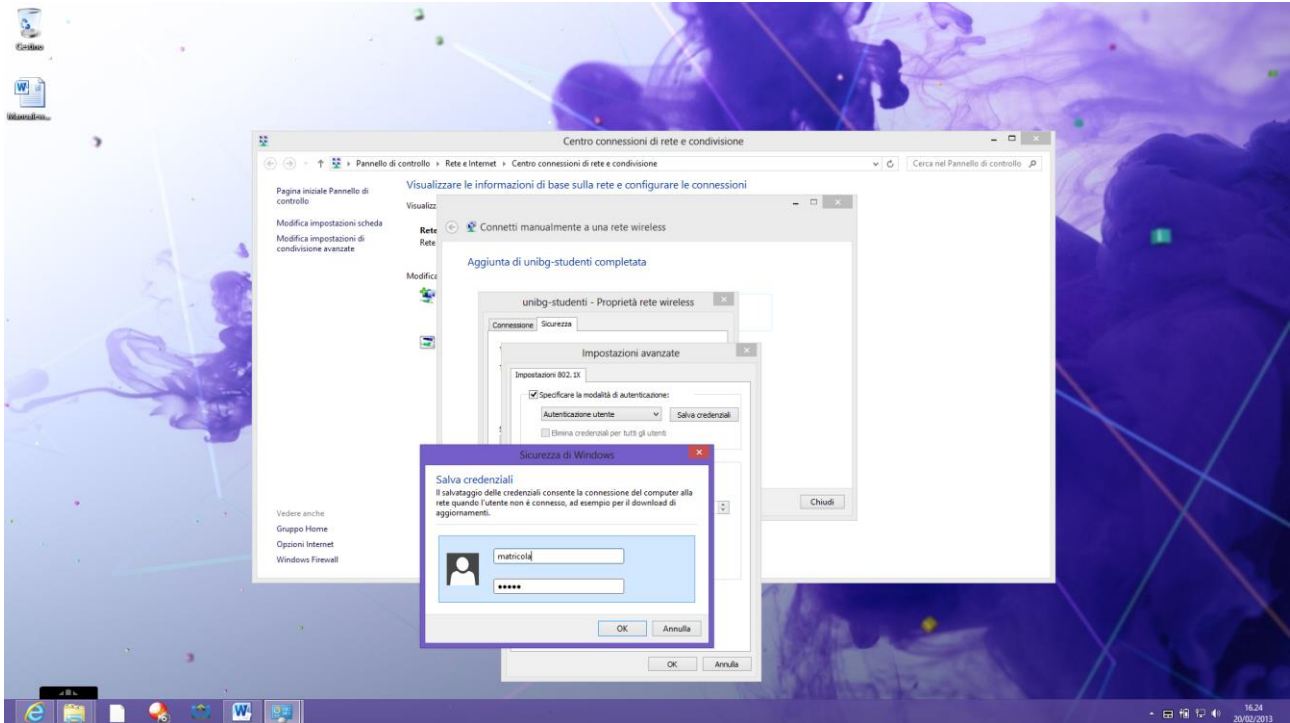 Cestino
Centro connessioni di rete e condivisione
Pannello di controllo
Rete e Internet
Centro connessioni di rete e condivisione
Cerca nel Pannello di controllo
Pagina iniziale Pannello di
controllo
Modifica impostazioni scheda
Modifica impostazioni di
condivisione avanzate
Visualizzare le informazioni di base sulla rete e configurare le connessioni
Visualizz
Rete
Rete
Modifica
Connetti manualmente a una rete wireless
Aggiunta di unibg-studenti completata
unibg-studenti - Proprietà rete wireless
Connessione
Sicurezza
Impostazioni avanzate
Impostazioni 802.1X
Specificare la modalità di autenticazione:
Autenticazione utente
Salva credenziali
Elimina credenziali per tutti gli utenti
Sicurezza di Windows
Salva credenziali
Il salvataggio delle credenziali consente la connessione del computer alla
rete quando l'utente non è connesso, ad esempio per il download di
aggiornamenti.
matricola
OK
Annulla
OK
Annulla
Chiudi
Vedere anche
Gruppo Home
Opzioni Internet
Windows Firewall
16.24
20/02/2013